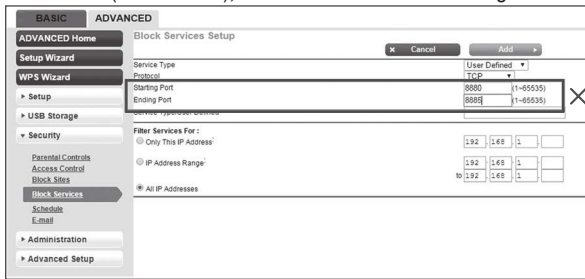 BASIC ADVANCED
ADVANCED Home
Setup Wizard
WPS Wizard
▸ Setup
▸ USB Storage
▾ Security
Parental Controls
Access Control
Block Sites
Block Services
Schedule
E-mail
▸ Administration
▸ Advanced Setup
Block Services Setup
x Cancel Add ▸
Service Type User Defined ▾
Protocol TCP ▾
Starting Port 8880 (1~65535)
Ending Port 8885 (1~65535)
Filter Services For :
Only This IP Address: 192 . 168 . 1 .
IP Address Range: 192 . 168 . 1 .
to 192 . 168 . 1 .
All IP Addresses